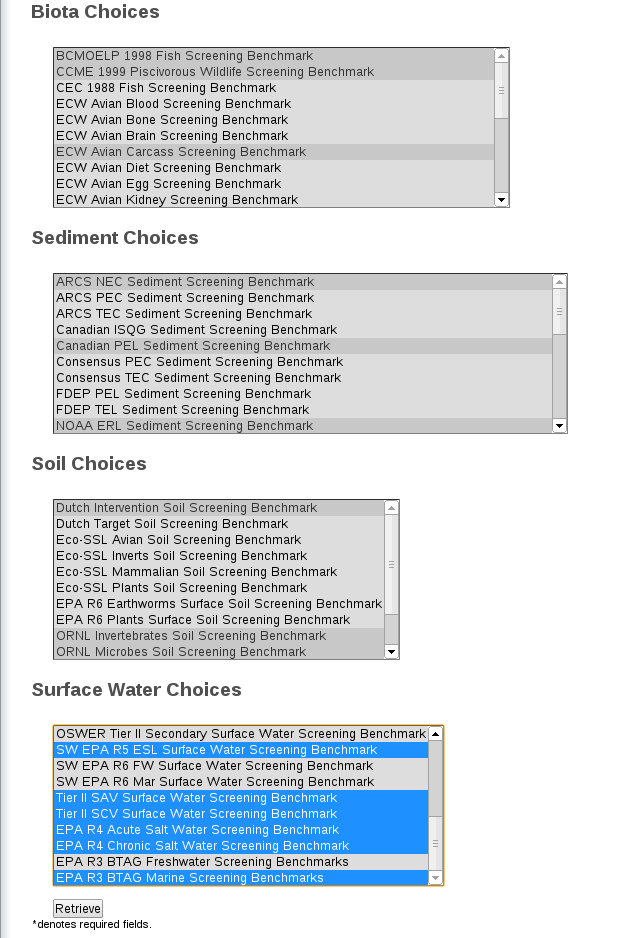 Biota Choices
BCMOELP 1998 Fish Screening Benchmark
CCME 1999 Piscivorous Wildlife Screening Benchmark
CEC 1988 Fish Screening Benchmark
ECW Avian Blood Screening Benchmark
ECW Avian Bone Screening Benchmark
ECW Avian Brain Screening Benchmark
ECW Avian Carcass Screening Benchmark
ECW Avian Diet Screening Benchmark
ECW Avian Egg Screening Benchmark
ECW Avian Kidney Screening Benchmark
Sediment Choices
ARCS NEC Sediment Screening Benchmark
ARCS PEC Sediment Screening Benchmark
ARCS TEC Sediment Screening Benchmark
Canadian ISQG Sediment Screening Benchmark
Canadian PEL Sediment Screening Benchmark
Consensus PEC Sediment Screening Benchmark
Consensus TEC Sediment Screening Benchmark
FDEP PEL Sediment Screening Benchmark
FDEP TEL Sediment Screening Benchmark
NOAA ERL Sediment Screening Benchmark
Soil Choices
Dutch Intervention Soil Screening Benchmark
Dutch Target Soil Screening Benchmark
Eco-SSL Avian Soil Screening Benchmark
Eco-SSL Inverts Soil Screening Benchmark
Eco-SSL Mammalian Soil Screening Benchmark
Eco-SSL Plants Soil Screening Benchmark
EPA R6 Earthworms Surface Soil Screening Benchmark
EPA R6 Plants Surface Soil Screening Benchmark
ORNL Invertebrates Soil Screening Benchmark
ORNL Microbes Soil Screening Benchmark
Surface Water Choices
OSWER Tier II Secondary Surface Water Screening Benchmark
SW EPA R5 ESL Surface Water Screening Benchmark
SW EPA R6 FW Surface Water Screening Benchmark
SW EPA R6 Mar Surface Water Screening Benchmark
Tier II SAV Surface Water Screening Benchmark
Tier II SCV Surface Water Screening Benchmark
EPA R4 Acute Salt Water Screening Benchmark
EPA R4 Chronic Salt Water Screening Benchmark
EPA R3 BTAG Freshwater Screening Benchmarks
EPA R3 BTAG Marine Screening Benchmarks
Retrieve
*denotes required fields.